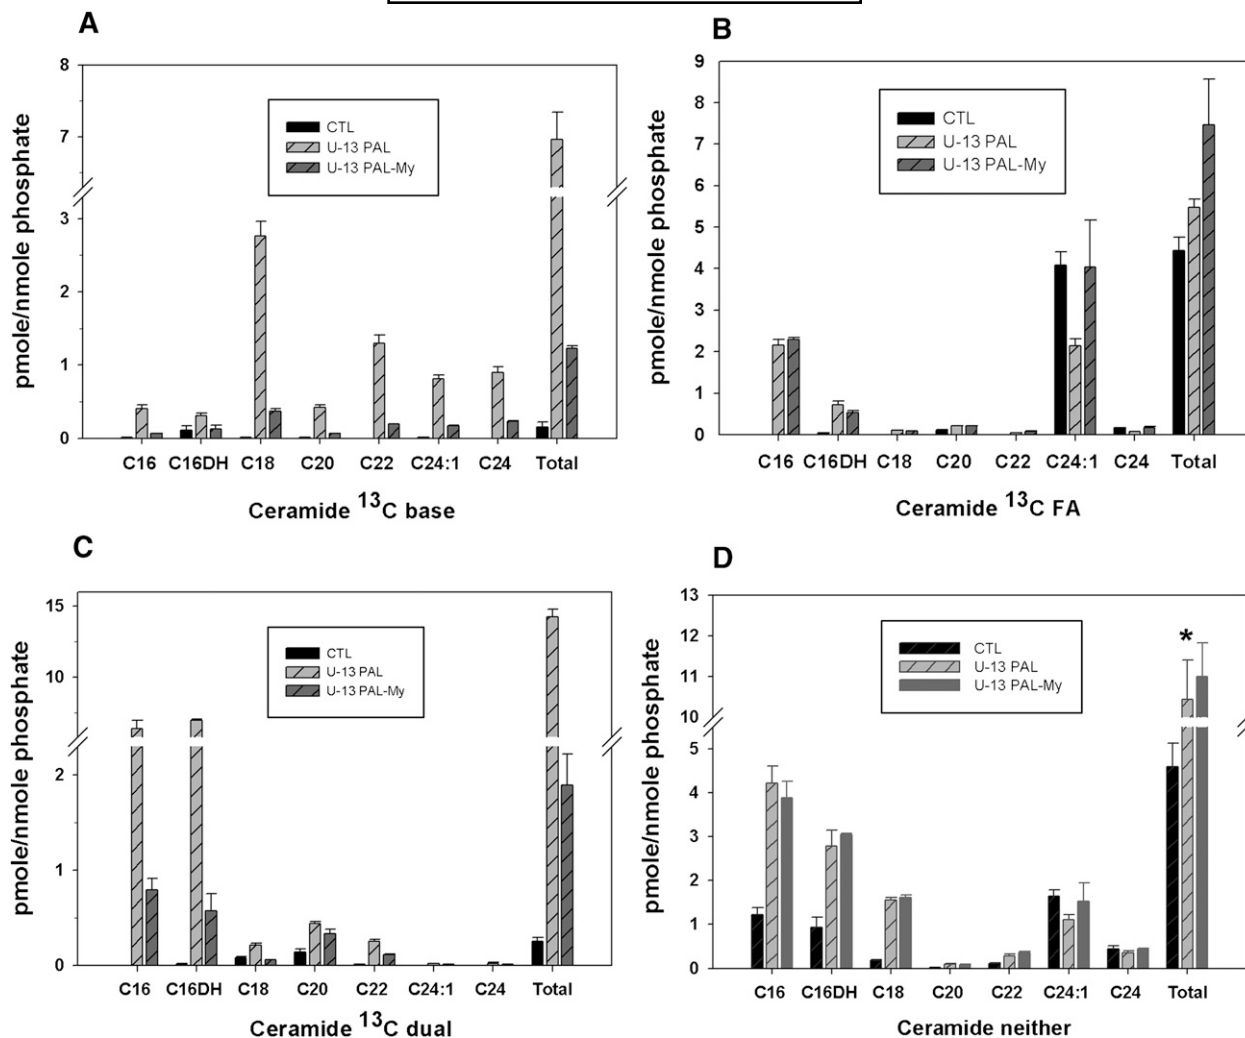 A
8
7
3
2
1
0
pmole/nmole phosphate
CTL
U-13 PAL
U-13 PAL-My
C16 C16DH C18 C20 C22 C24:1 C24 Total
Ceramide 13C base
B
9
8
7
6
5
4
3
2
1
0
pmole/nmole phosphate
CTL
U-13 PAL
U-13 PAL-My
C16 C16DH C18 C20 C22 C24:1 C24 Total
Ceramide 13C FA
C
15
10
2
1
0
pmole/nmole phosphate
CTL
U-13 PAL
U-13 PAL-My
C16 C16DH C18 C20 C22 C24:1 C24 Total
Ceramide 13C dual
D
13
12
11
10
5
4
3
2
1
0
pmole/nmole phosphate
CTL
U-13 PAL
U-13 PAL-My
*
C16 C16DH C18 C20 C22 C24:1 C24 Total
Ceramide neither